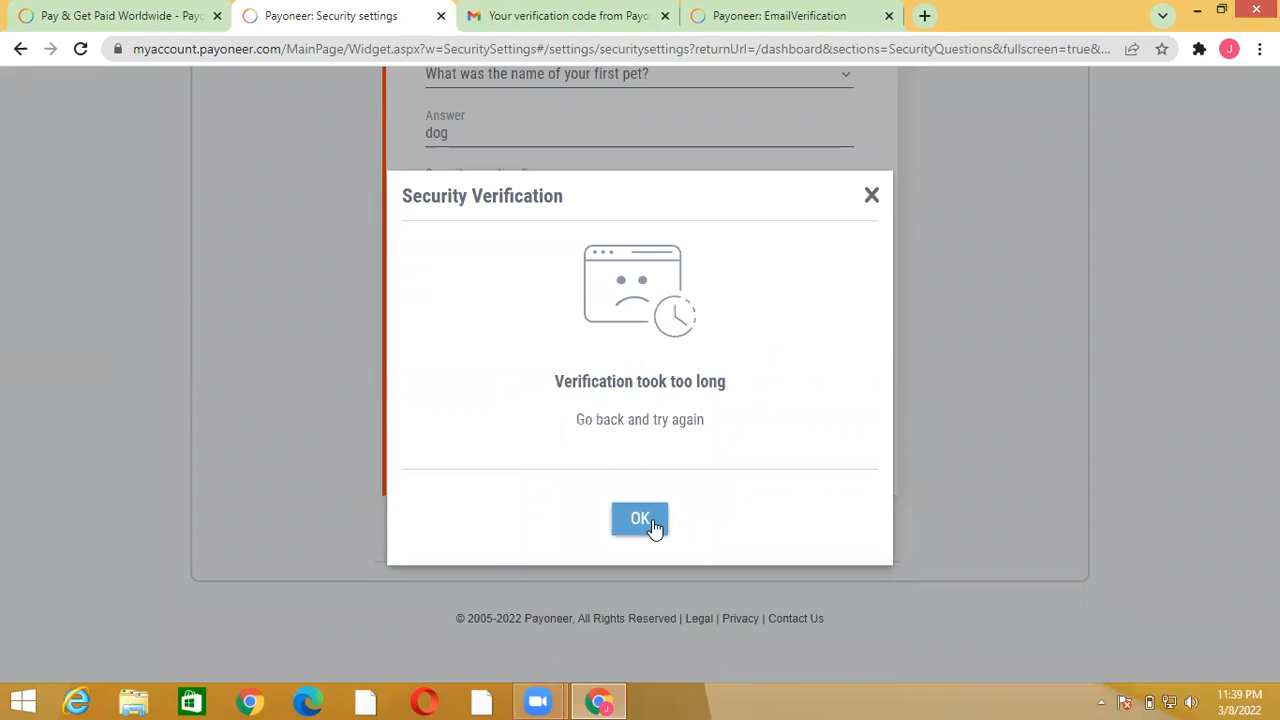 Pay & Get Paid Worldwide - Payo
Payoneer: Security settings
Your verification code from Payo
Payoneer: EmailVerification
myaccount.payoneer.com/MainPage/Widget.aspx?w=SecuritySettings#/settings/securitysettings?returnUrl=/dashboard&sections=SecurityQuestions&fullscreen=true&...
J
What was the name of your first pet?
Answer
dog
Security Verification
Verification took too long
Go back and try again
OK
© 2005-2022 Payoneer, All Rights Reserved | Legal | Privacy | Contact Us
11:39 PM
3/8/2022